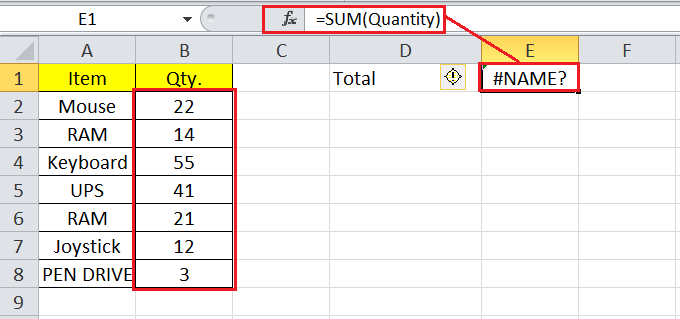 E1 fx =SUM(Quantity)
A B C D E F
1 Item Qty. Total #NAME?
2 Mouse 22
3 RAM 14
4 Keyboard 55
5 UPS 41
6 RAM 21
7 Joystick 12
8 PEN DRIVE 3
9